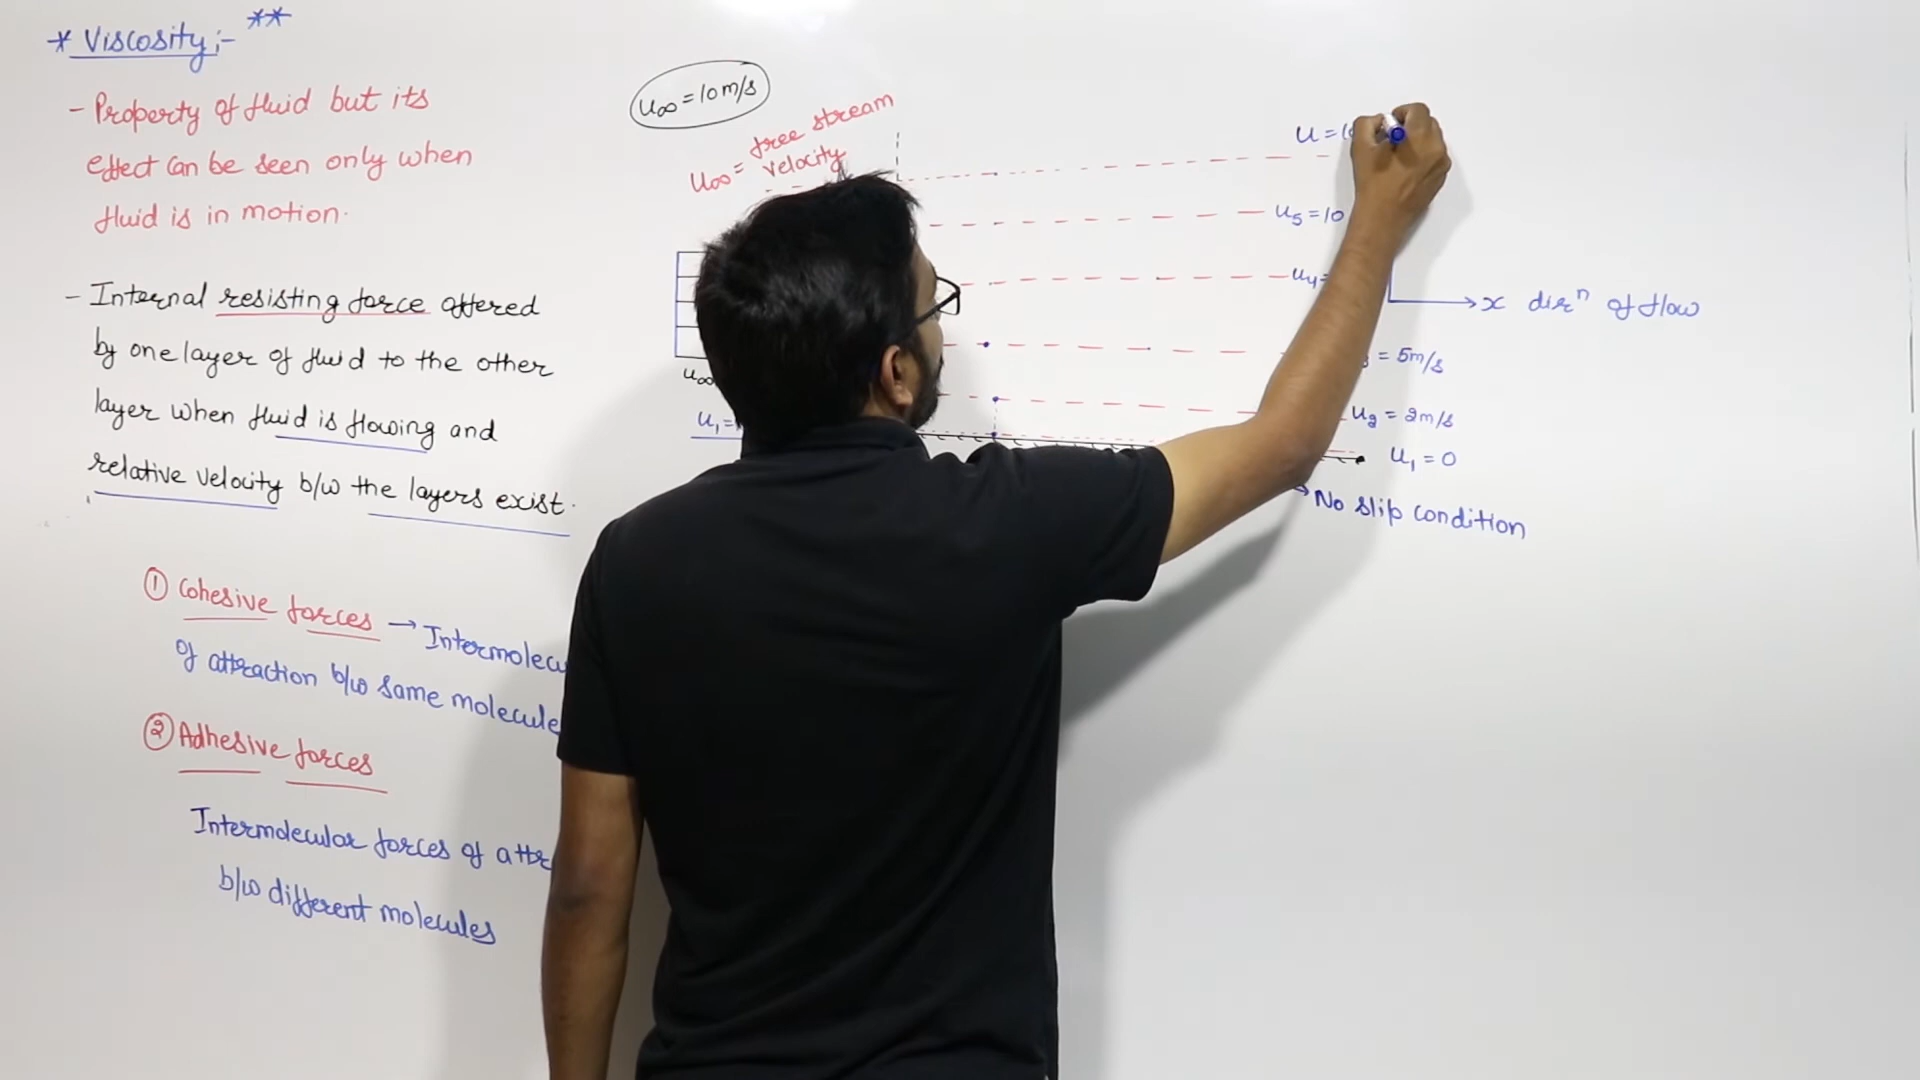 * Viscosity :- **
- Property of fluid but its
effect can be seen only when
fluid is in motion.
- Internal resisting force offered
by one layer of fluid to the other
layer when fluid is flowing and
relative velocity b/w the layers exist.
① Cohesive forces → Intermolecu
of attraction b/w same molecule
② Adhesive forces
Intermolecular forces of attr
b/w different molecules
u∞ = 10 m/s
u∞ = free stream
velocity
u∞
u₁ =
u = 1
u₅ = 10
u₄ =
x dirⁿ of flow
= 5m/s
u₂ = 2m/s
u₁ = 0
→ No slip condition